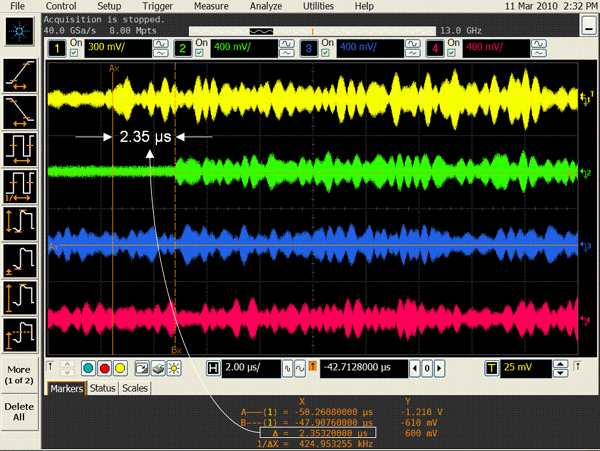 File Control Setup Trigger Measure Analyze Utilities Help 11 Mar 2010 2:32 PM
Acquisition is stopped.
40.0 GSa/s 8.00 Mpts 13.0 GHz
1 On 300 mV/ 2 On 400 mV/ 3 On 400 mV/ 4 On 400 mV/
Ax
T
2.35 µs
Bx
More
(1 of 2)
Delete
All
H 2.00 µs/ -42.7128000 µs 0 T 25 mV
Markers Status Scales
X Y
A---(1) = -50.26080000 µs -1.210 V
B---(1) = -47.90760000 µs -610 mV
Δ = 2.35320000 µs 600 mV
1/ΔX = 424.953255 kHz